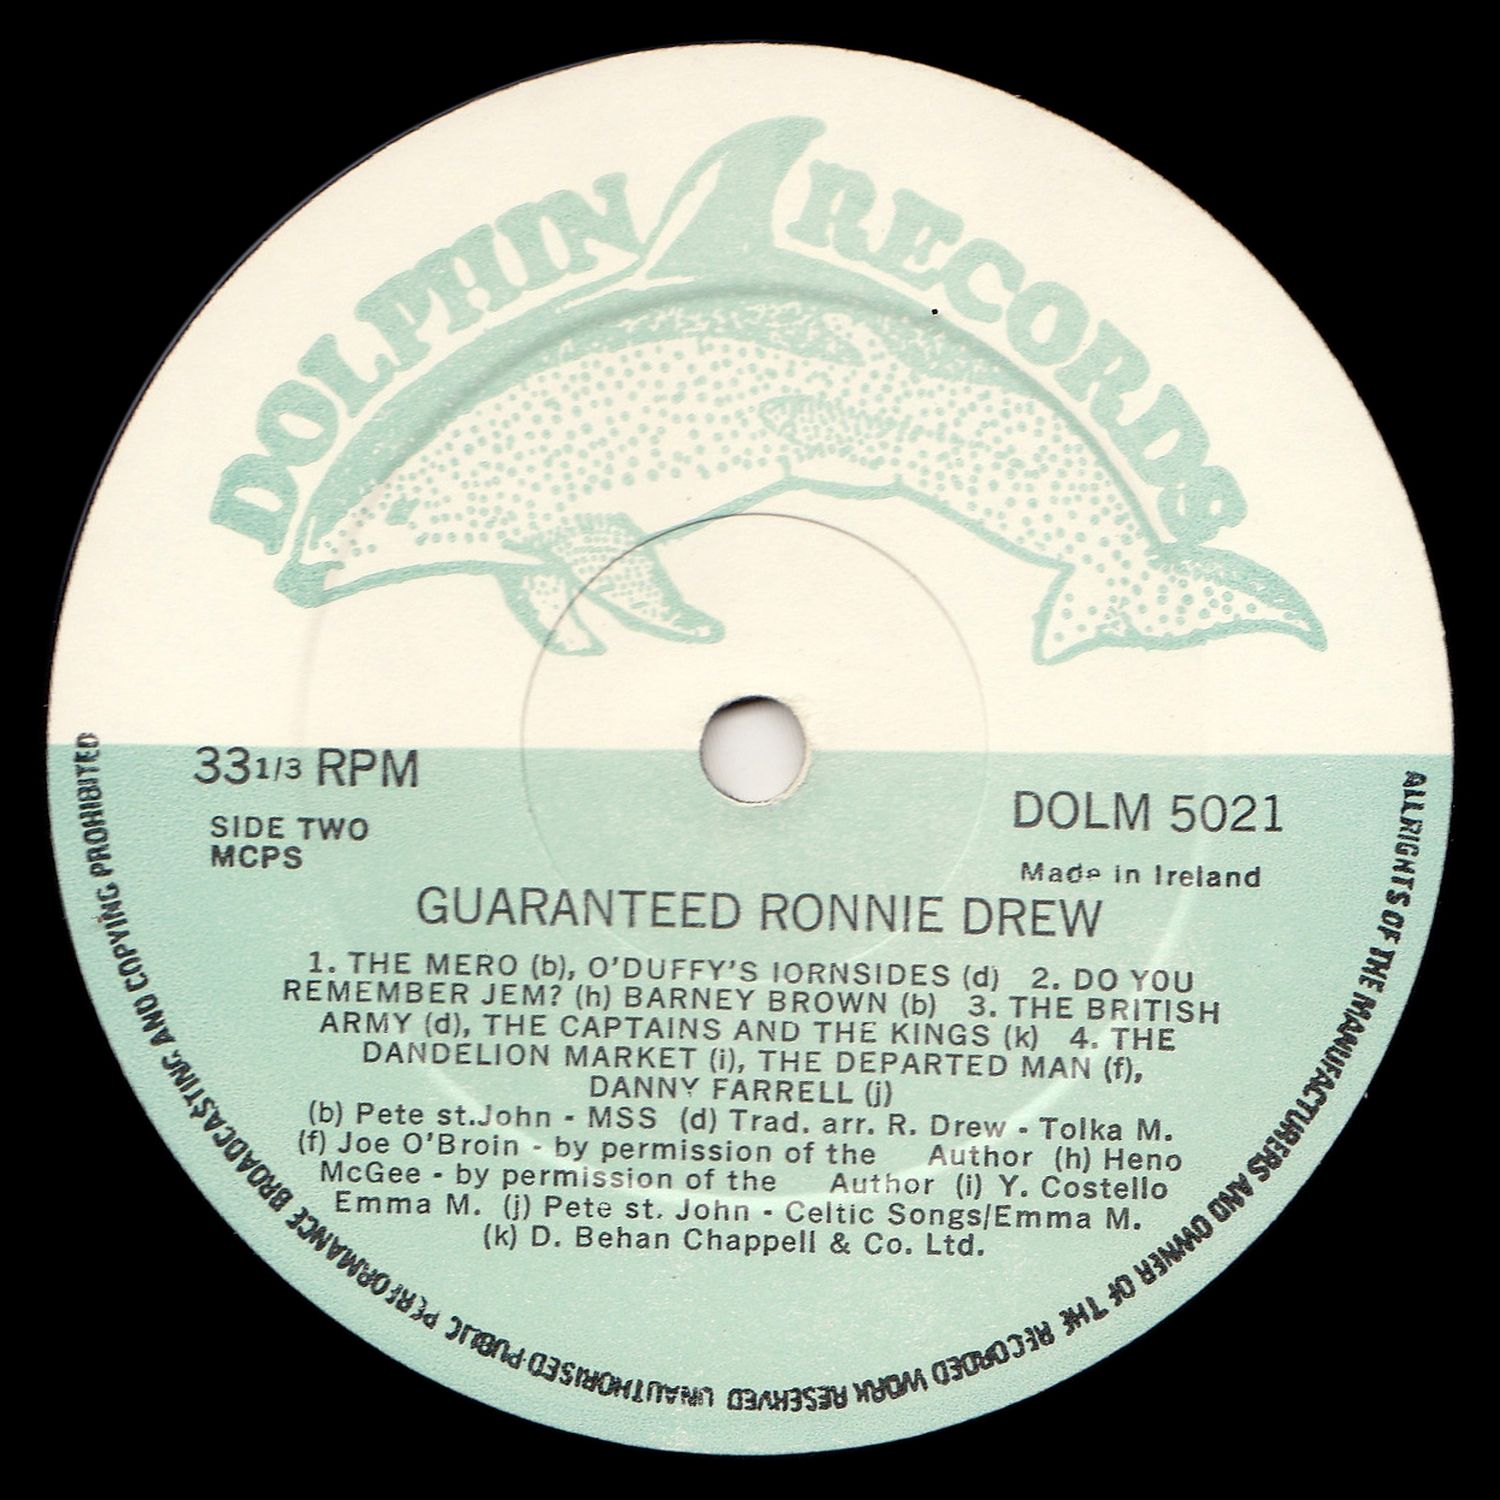 DOLPHIN RECORDS
33 1/3 RPM
SIDE TWO
MCPS
DOLM 5021
Made in Ireland
GUARANTEED RONNIE DREW
1. THE MERO (b), O'DUFFY'S IORNSIDES (d) 2. DO YOU
REMEMBER JEM? (h) BARNEY BROWN (b) 3. THE BRITISH
ARMY (d), THE CAPTAINS AND THE KINGS (k) 4. THE
DANDELION MARKET (i), THE DEPARTED MAN (f),
DANNY FARRELL (j)
(b) Pete st.John - MSS (d) Trad. arr. R. Drew - Tolka M.
(f) Joe O'Broin - by permission of the Author (h) Heno
McGee - by permission of the Author (i) Y. Costello
Emma M. (j) Pete st. John - Celtic Songs/Emma M.
(k) D. Behan Chappell & Co. Ltd.
ALL RIGHTS OF THE MANUFACTURERS AND OWNER OF THE RECORDED WORK RESERVED UNAUTHORISED PUBLIC PERFORMANCE BROADCASTING AND COPYING PROHIBITED